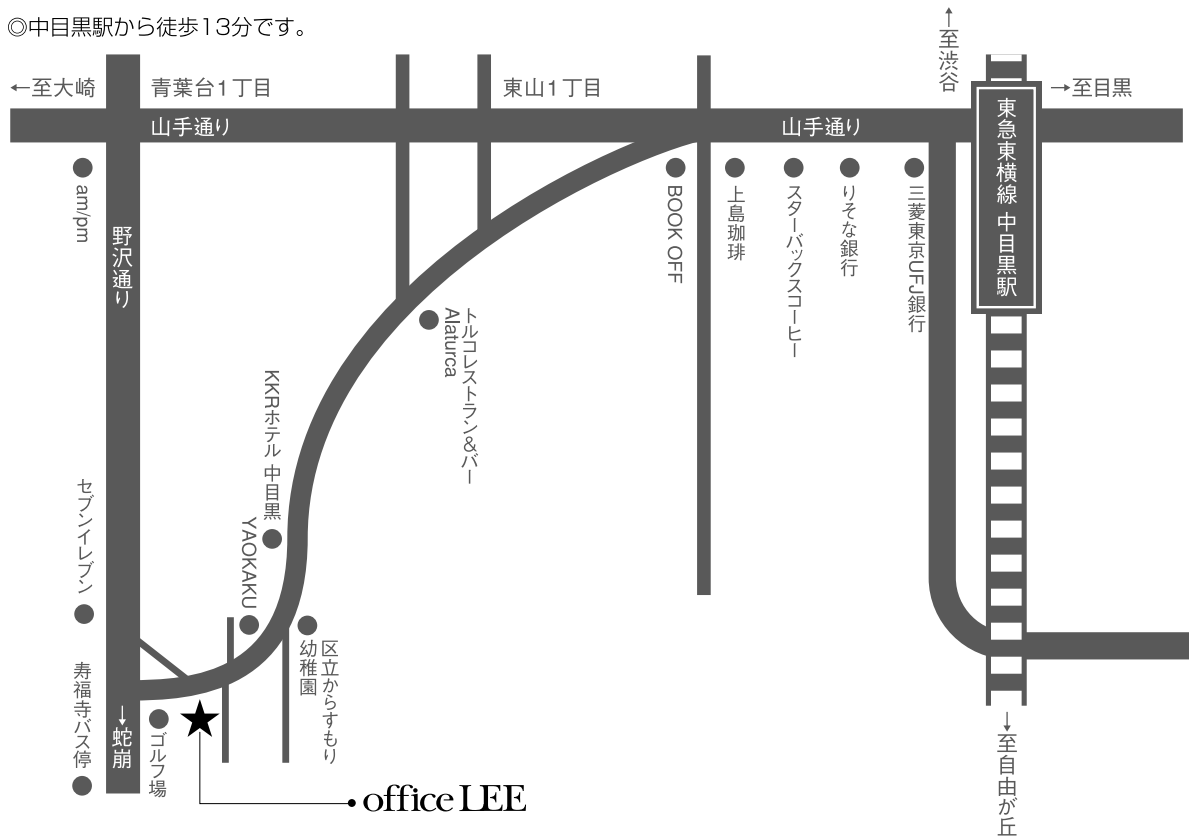 ◎中目黒駅から徒歩13分です。
↑至渋谷
←至大崎
青葉台1丁目
東山1丁目
→至目黒
山手通り
山手通り
東急東横線 中目黒駅
am/pm
野沢通り
BOOK OFF
上島珈琲
スターバックスコーヒー
りそな銀行
三菱東京UFJ銀行
トルコレストラン&バー
Alaturca
KKRホテル 中目黒
YAOKAKU
セブンイレブン
区立からすもり
幼稚園
寿福寺バス停
→蛇崩
ゴルフ場
→至自由が丘
office LEE